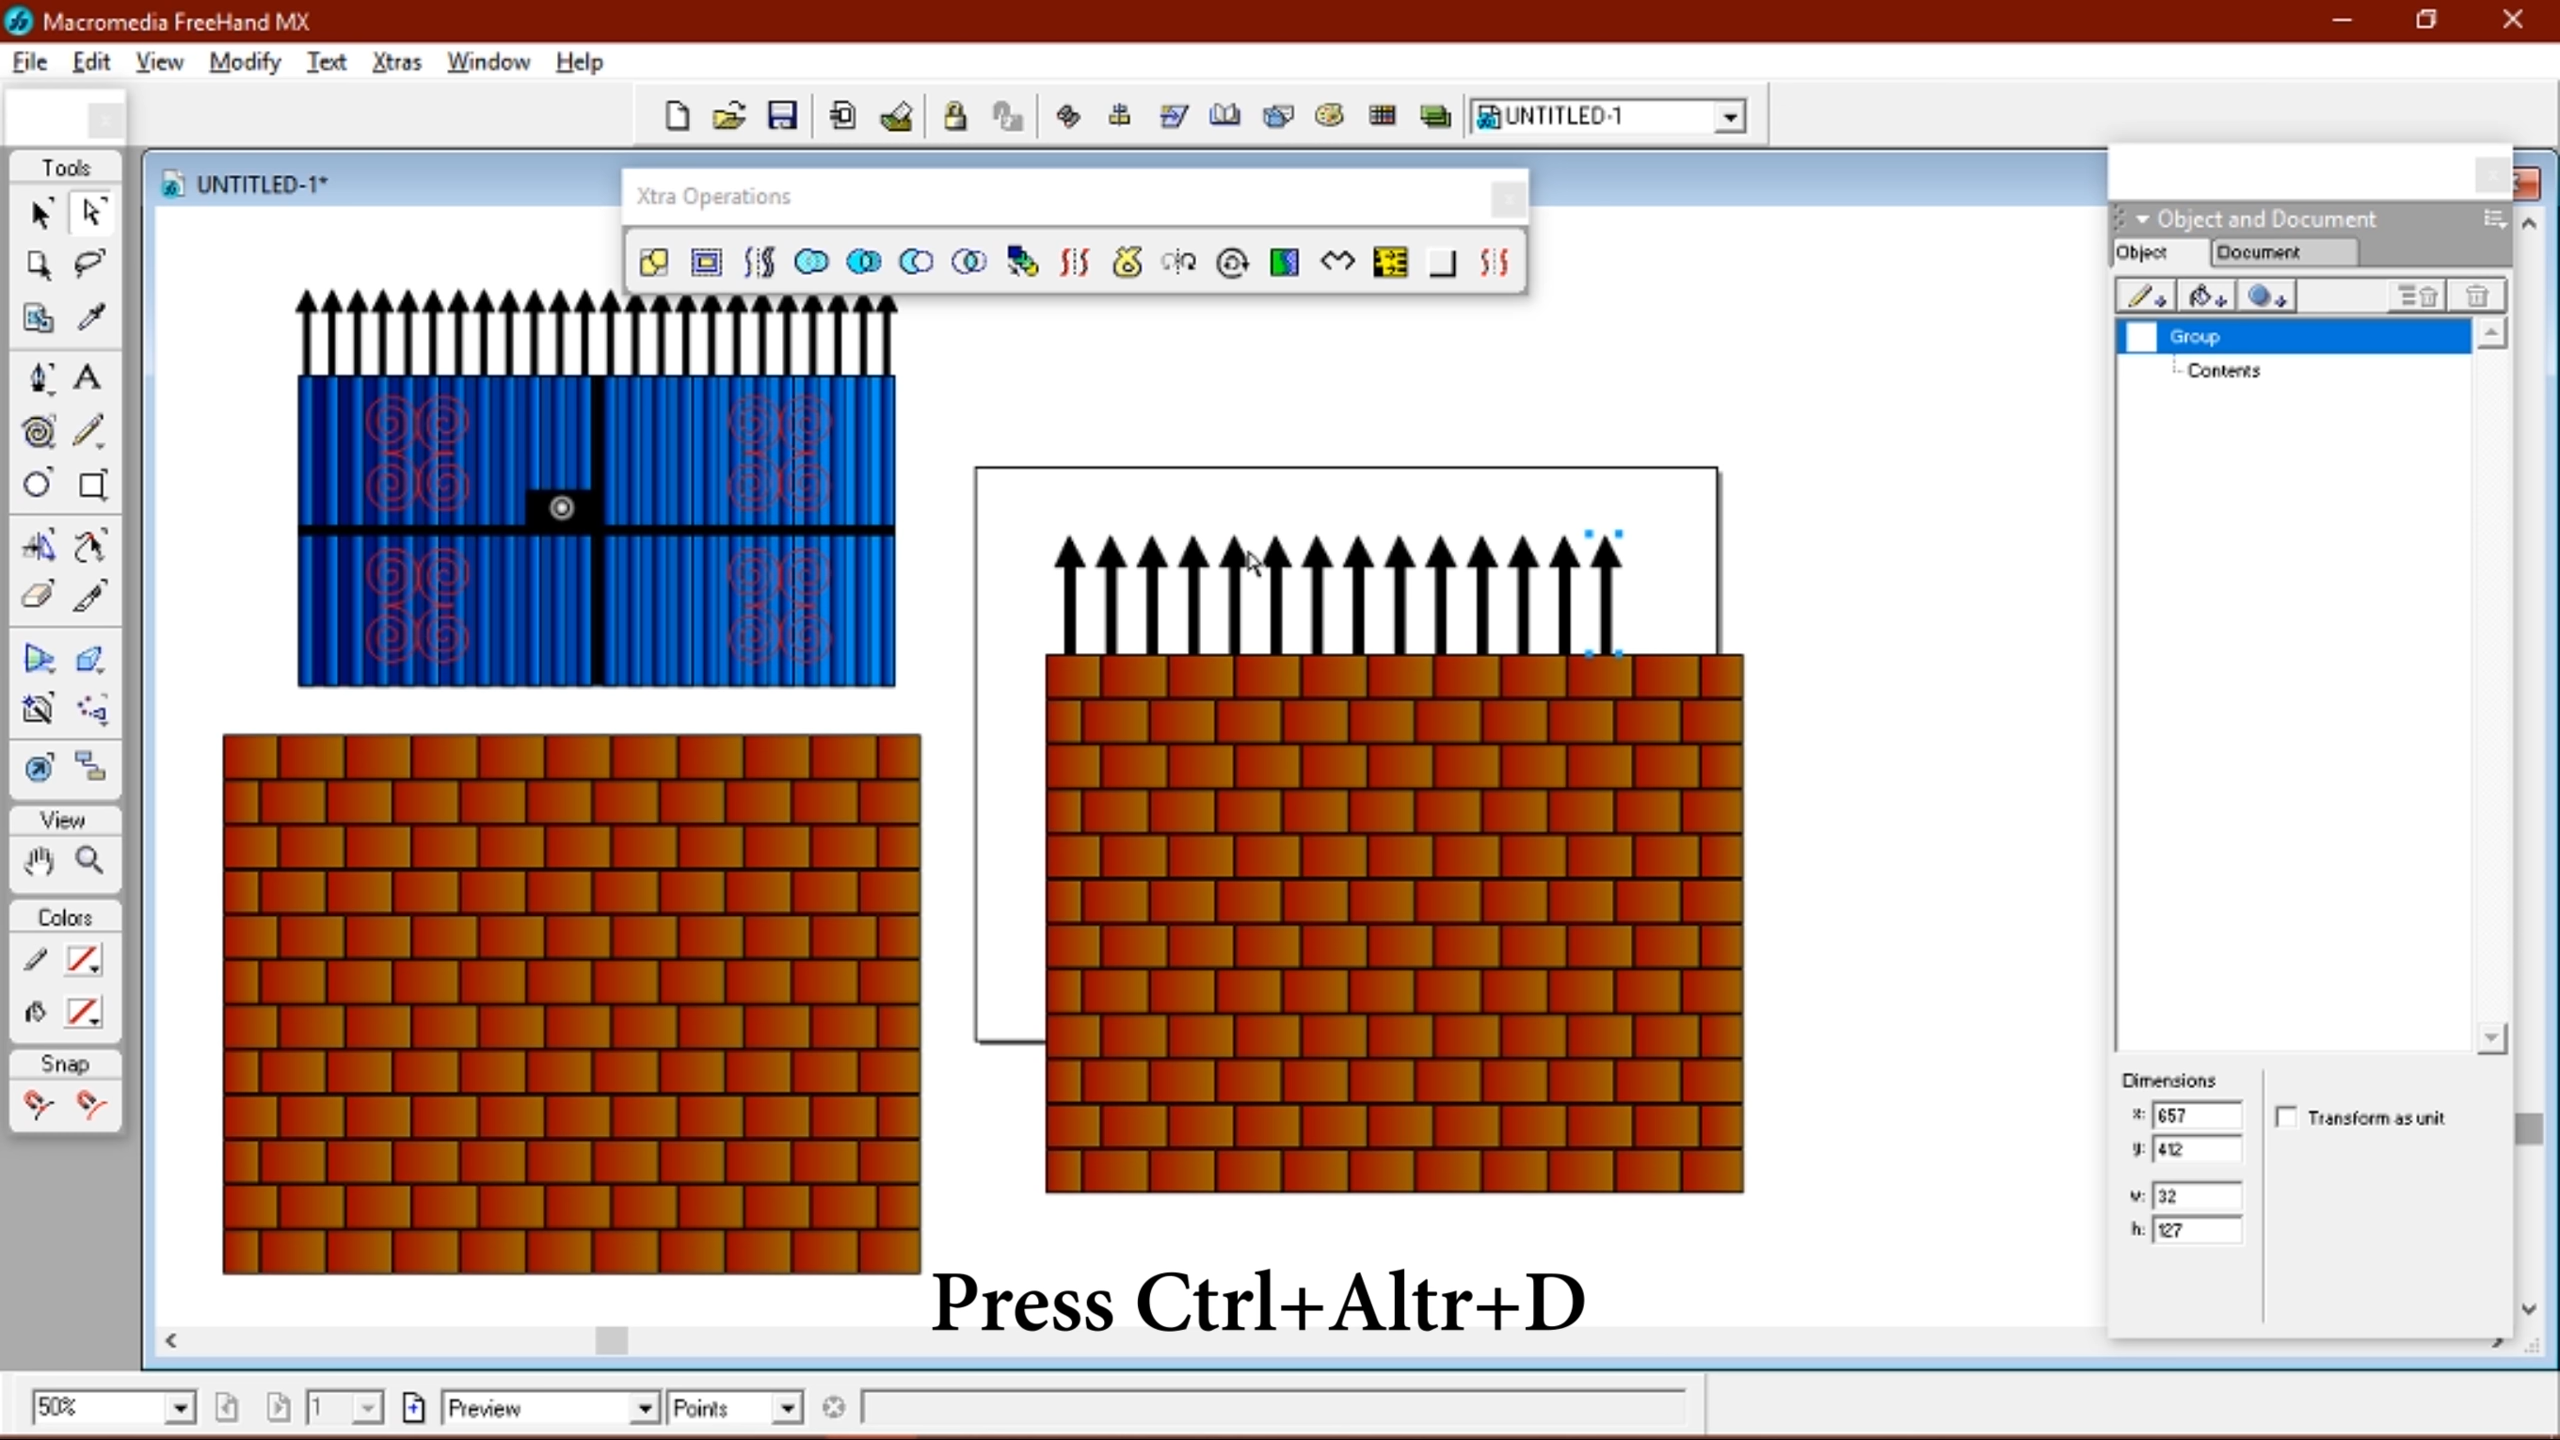 Macromedia FreeHand MX
File Edit View Modify Text Xtras Window Help
UNTITLED-1
Tools
UNTITLED-1*
Xtra Operations
Object and Document
Object Document
Group
Contents
View
Colors
Snap
Dimensions
x: 657
y: 412
w: 32
h: 127
Transform as unit
Press Ctrl+Altr+D
50% 1 Preview Points